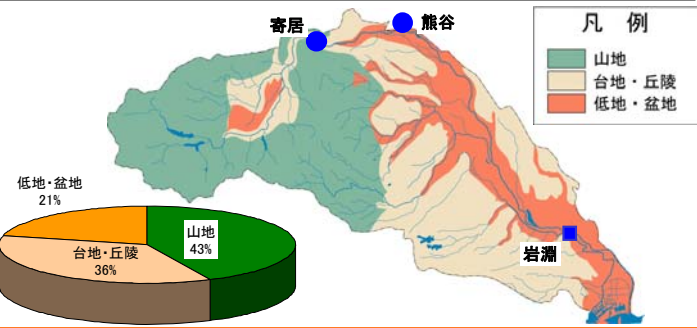 寄居
熊谷
凡 例
山地
台地・丘陵
低地・盆地
低地・盆地
21%
山地
43%
台地・丘陵
36%
岩淵